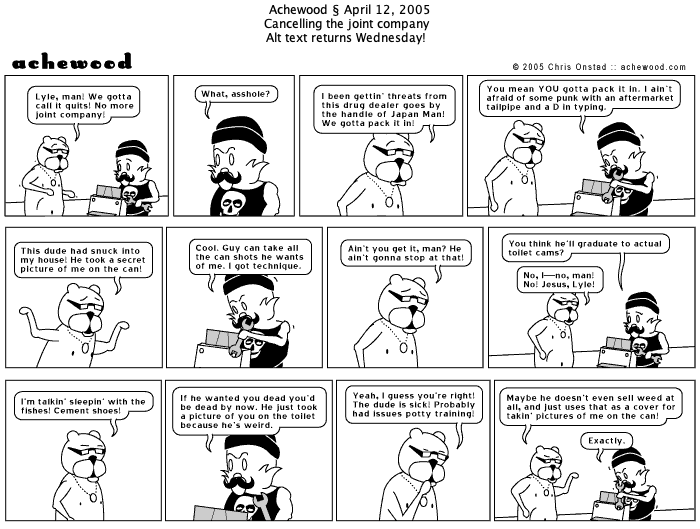 Achewood § April 12, 2005
Cancelling the joint company
Alt text returns Wednesday!
achewood
© 2005 Chris Onstad :: achewood.com
Lyle, man! We gotta
call it quits! No more
joint company!
What, asshole?
I been gettin' threats from
this drug dealer goes by
the handle of Japan Man!
We gotta pack it in!
You mean YOU gotta pack it in. I ain't
afraid of some punk with an aftermarket
tailpipe and a D in typing.
This dude had snuck into
my house! He took a secret
picture of me on the can!
Cool. Guy can take all
the can shots he wants
of me. I got technique.
Ain't you get it, man? He
ain't gonna stop at that!
You think he'll graduate to actual
toilet cams?
No, I—no, man!
No! Jesus, Lyle!
I'm talkin' sleepin' with the
fishes! Cement shoes!
If he wanted you dead you'd
be dead by now. He just took
a picture of you on the toilet
because he's weird.
Yeah, I guess you're right!
The dude is sick! Probably
had issues potty training!
Maybe he doesn't even sell weed at
all, and just uses that as a cover for
takin' pictures of me on the can!
Exactly.